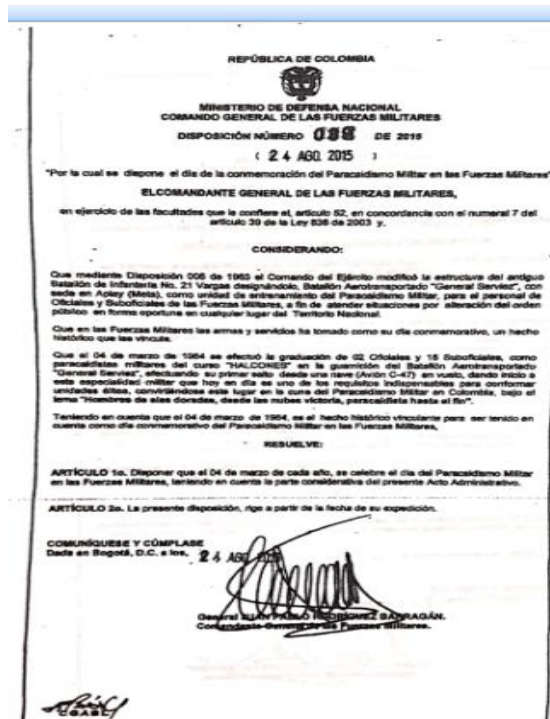 REPÚBLICA DE COLOMBIA
MINISTERIO DE DEFENSA NACIONAL
COMANDO GENERAL DE LAS FUERZAS MILITARES
DISPOSICIÓN NÚMERO 038 DE 2015
( 24 AGO. 2015 )
"Por la cual se dispone el día de la conmemoración del Paracaidismo Militar en las Fuerzas Militares"
EL COMANDANTE GENERAL DE LAS FUERZAS MILITARES,
en ejercicio de las facultades que le confiere el, artículo 52, en concordancia con el numeral 7 del
artículo 39 de la Ley 836 de 2003 y.
CONSIDERANDO:
Que mediante Disposición 008 de 1963 el Comando del Ejército modificó la estructura del antiguo
Batallón de Infantería No. 21 Vargas designándolo, Batallón Aerotransportado "General Serviez", con
sede en Apiay (Meta), como unidad de entrenamiento del Paracaidismo Militar, para el personal de
Oficiales y Suboficiales de las Fuerzas Militares, a fin de atender situaciones por alteración del orden
público en forma oportuna en cualquier lugar del Territorio Nacional.
Que en las Fuerzas Militares las armas y servicios ha tomado como su día conmemorativo, un hecho
histórico que las vincula.
Que el 04 de marzo de 1964 se efectuó la graduación de 02 Oficiales y 18 Suboficiales, como
paracaidistas militares del curso "HALCONES" en la guarnición del Batallón Aerotransportado
"General Serviez", efectuando su primer salto desde una nave (Avión C-47) en vuelo, dando inicio a
esta especialidad militar que hoy en día es uno de los requisitos indispensables para conformar
unidades élites, convirtiéndose este lugar en la cuna del Paracaidismo Militar en Colombia, bajo el
lema "Hombres de alas doradas, desde las nubes victoria, paracaidista hasta el fin".
Teniendo en cuenta que el 04 de marzo de 1964, es el hecho histórico vinculante para ser tenido en
cuenta como día conmemorativo del Paracaidismo Militar en las Fuerzas Militares,
RESUELVE:
ARTÍCULO 1o. Disponer que el 04 de marzo de cada año, se celebre el día del Paracaidismo Militar
en las Fuerzas Militares, teniendo en cuenta la parte considerativa del presente Acto Administrativo.
ARTÍCULO 2o. La presente disposición, rige a partir de la fecha de su expedición.
COMUNÍQUESE Y CÚMPLASE
Dada en Bogotá, D.C. a los, 24 AGO
General JUAN PABLO RODRÍGUEZ BARRAGÁN.
Comandante General de las Fuerzas Militares.